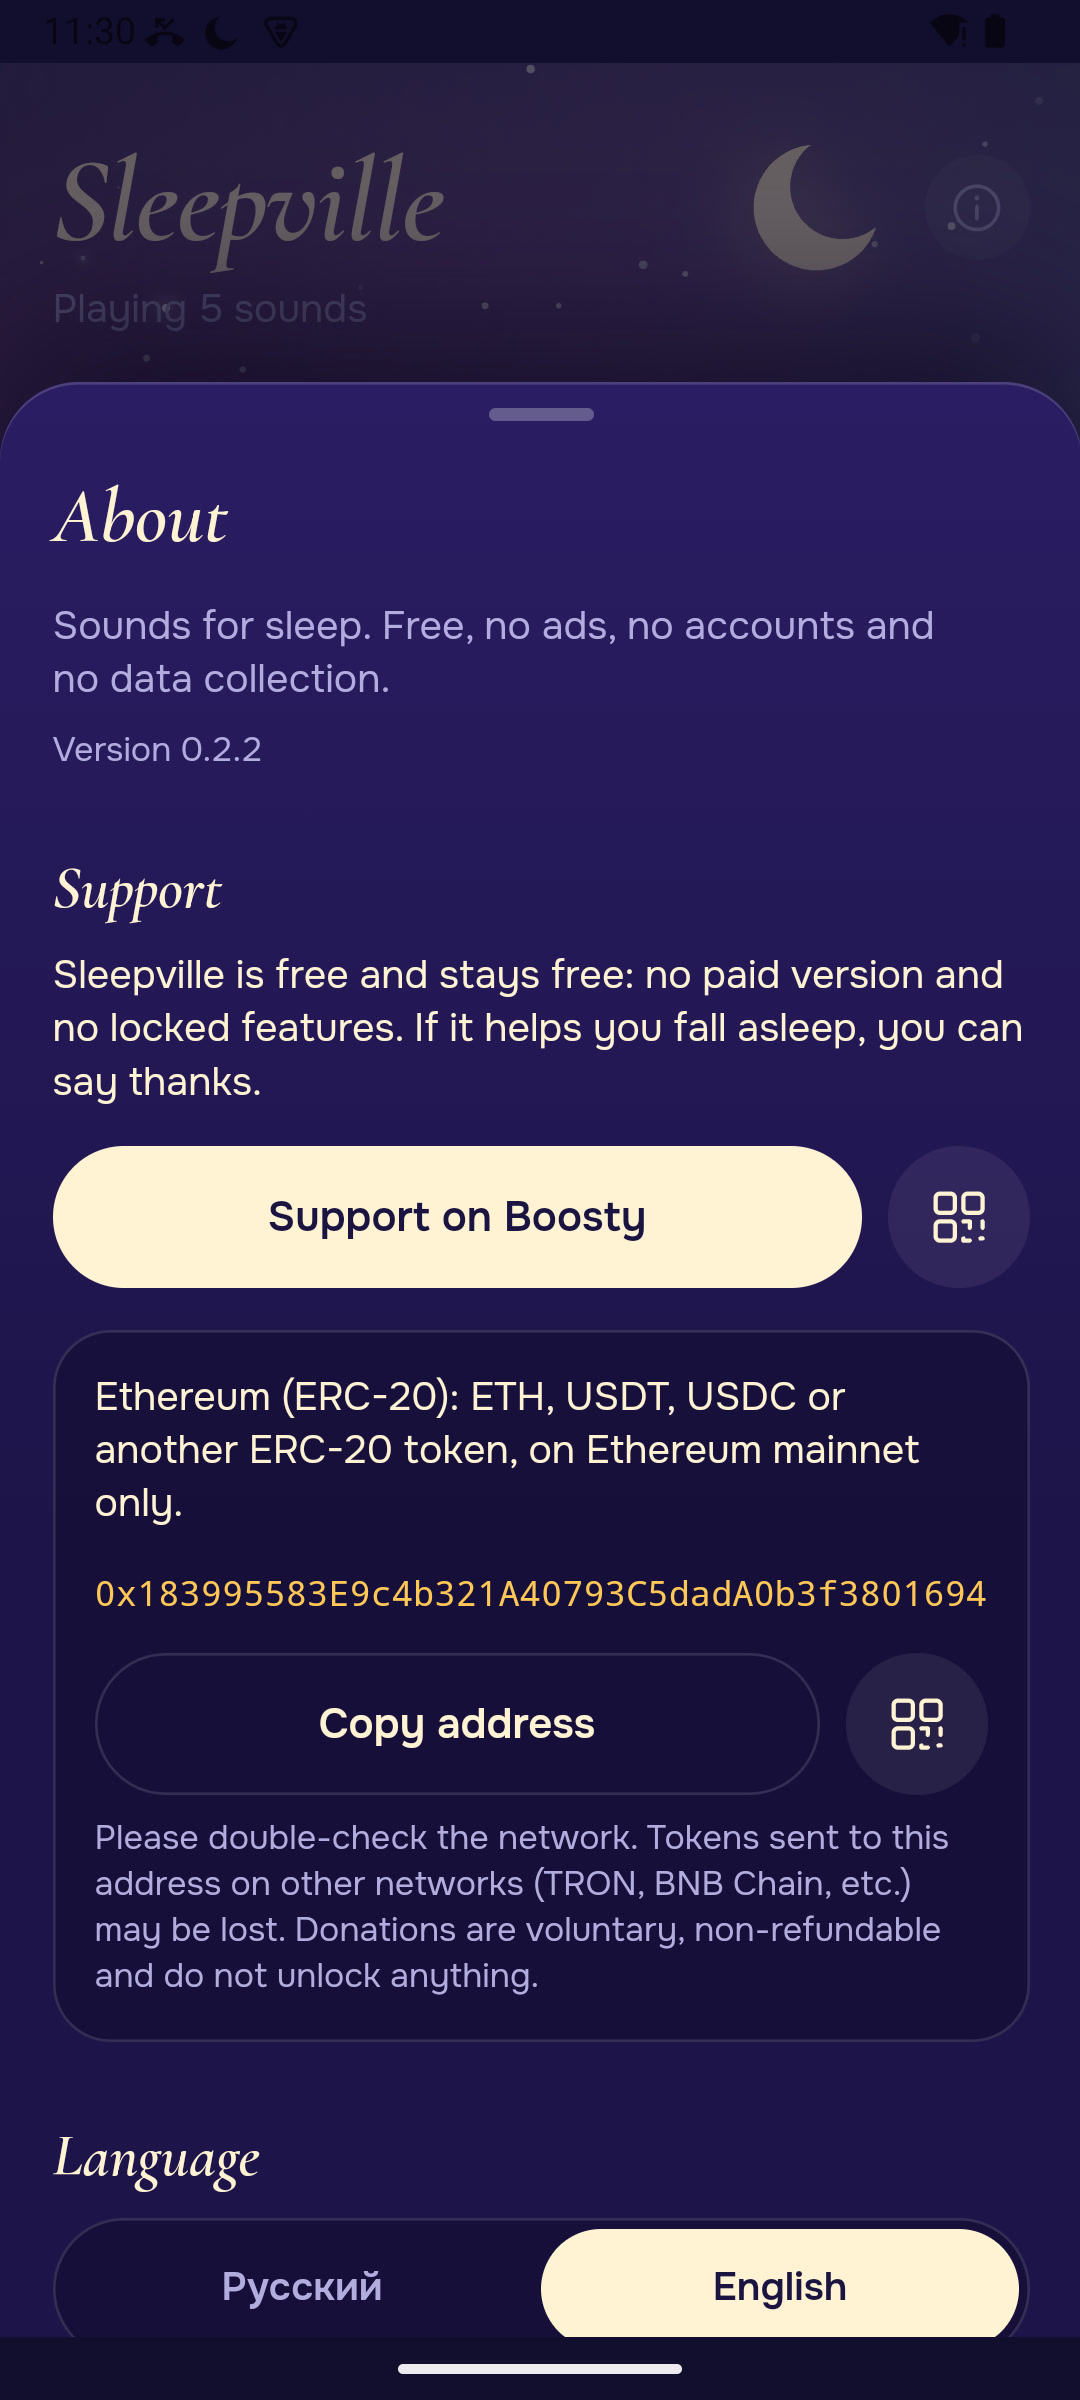 11:30
Sleepville
Playing 5 sounds
About
Sounds for sleep. Free, no ads, no accounts and
no data collection.
Version 0.2.2
Support
Sleepville is free and stays free: no paid version and
no locked features. If it helps you fall asleep, you can
say thanks.
Support on Boosty
Ethereum (ERC-20): ETH, USDT, USDC or
another ERC-20 token, on Ethereum mainnet
only.
0x183995583E9c4b321A40793C5dadA0b3f3801694
Copy address
Please double-check the network. Tokens sent to this
address on other networks (TRON, BNB Chain, etc.)
may be lost. Donations are voluntary, non-refundable
and do not unlock anything.
Language
Русский
English